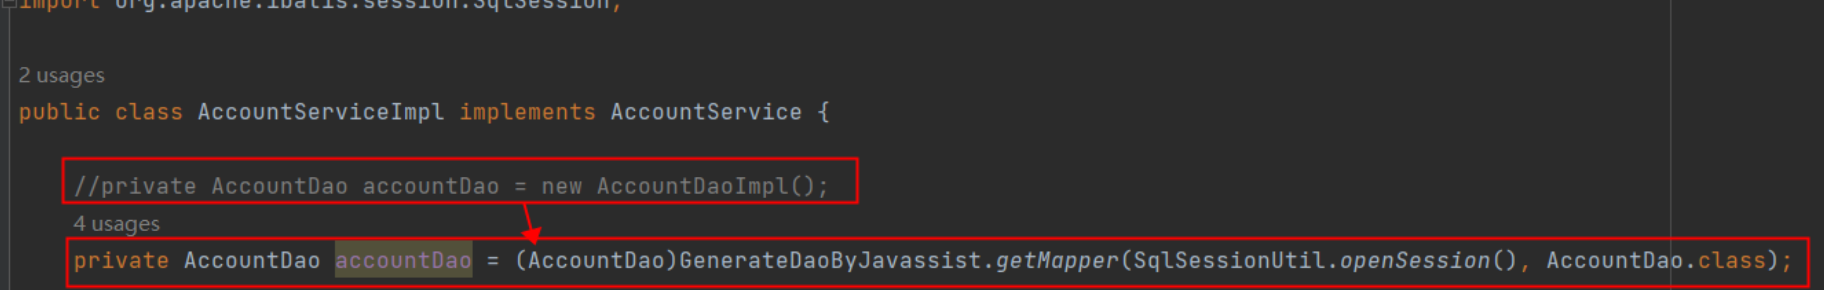 import org.apache.ibatis.session.SqlSession;
2 usages
public class AccountServiceImpl implements AccountService {
//private AccountDao accountDao = new AccountDaoImpl();
4 usages
private AccountDao accountDao = (AccountDao)GenerateDaoByJavassist.getMapper(SqlSessionUtil.openSession(), AccountDao.class);